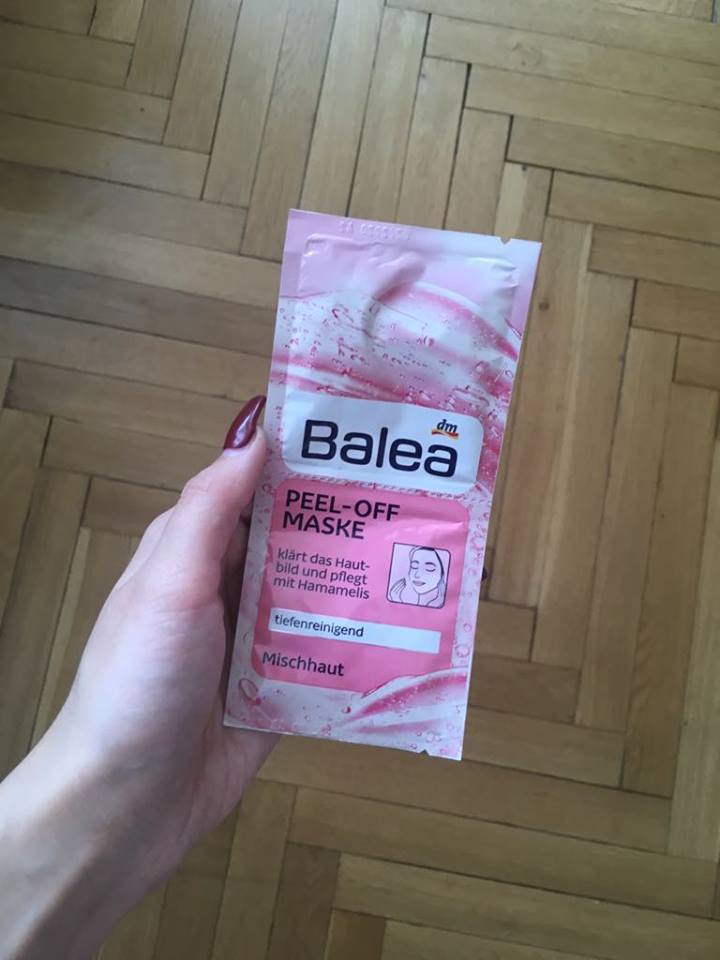 dm
Balea
PEEL-OFF
MASKE
klärt das Haut-
bild und pflegt
mit Hamamelis
tiefenreinigend
Mischhaut